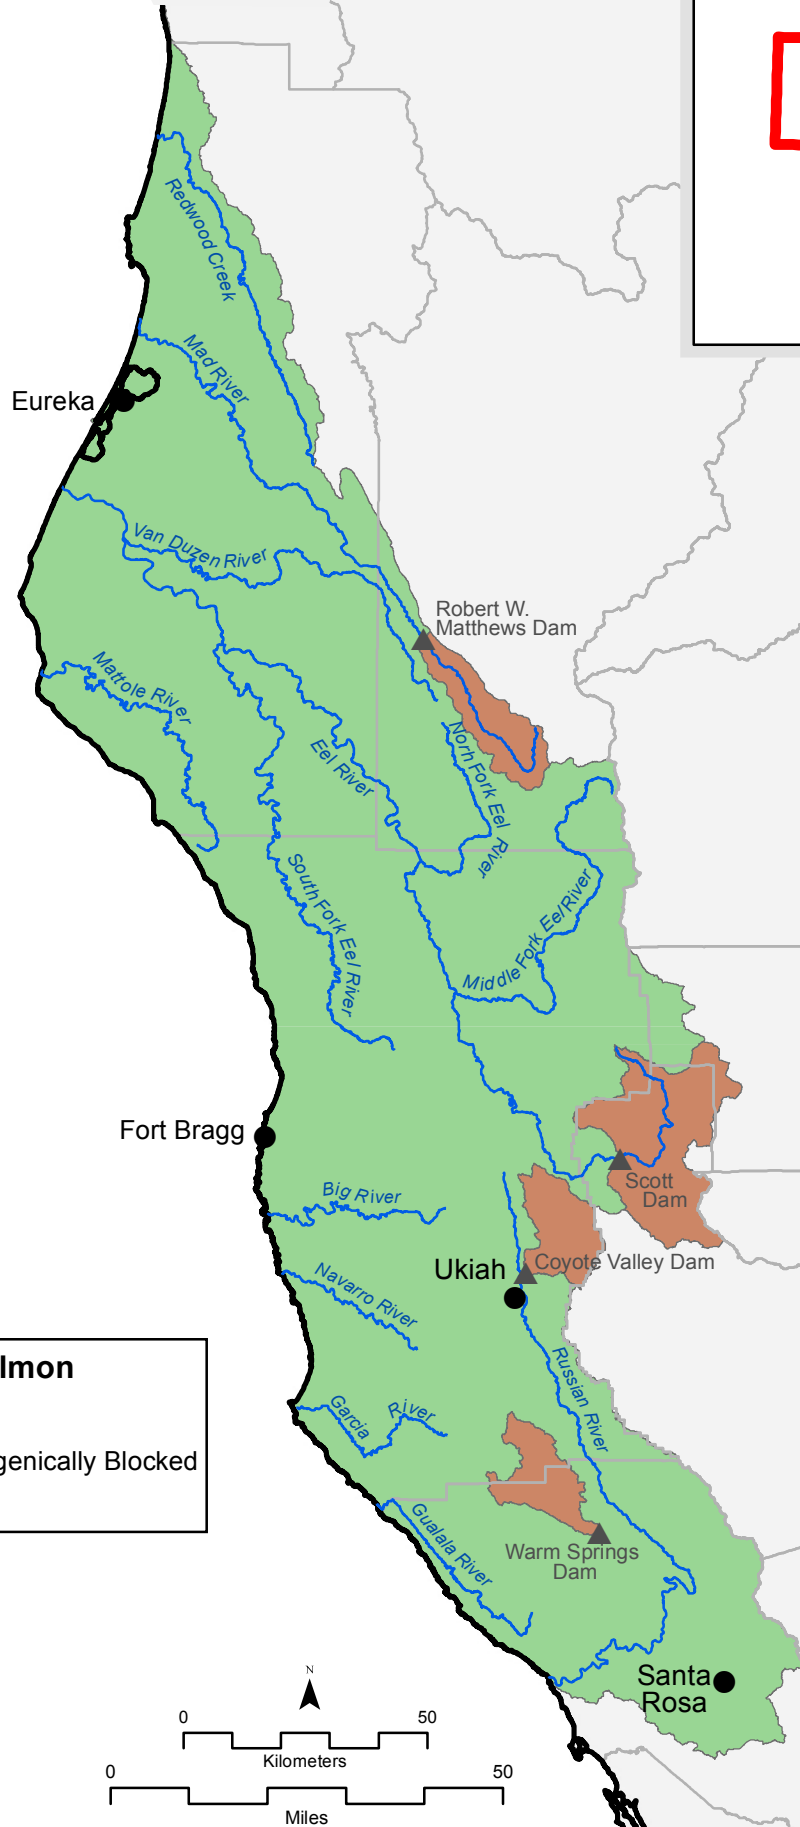 Redwood Creek
Mad River
Eureka
Van Duzen River
Robert W.
Matthews Dam
Mattole River
Eel River
Norh Fork Eel
River
South Fork Eel River
Middle Fork Eel River
Fort Bragg
Scott
Dam
Big River
Ukiah
Coyote Valley Dam
Navarro River
Russian River
lmon
Garcia
River
genically Blocked
Gualala River
Warm Springs
Dam
Santa
Rosa
N
0 50
Kilometers
0 50
Miles